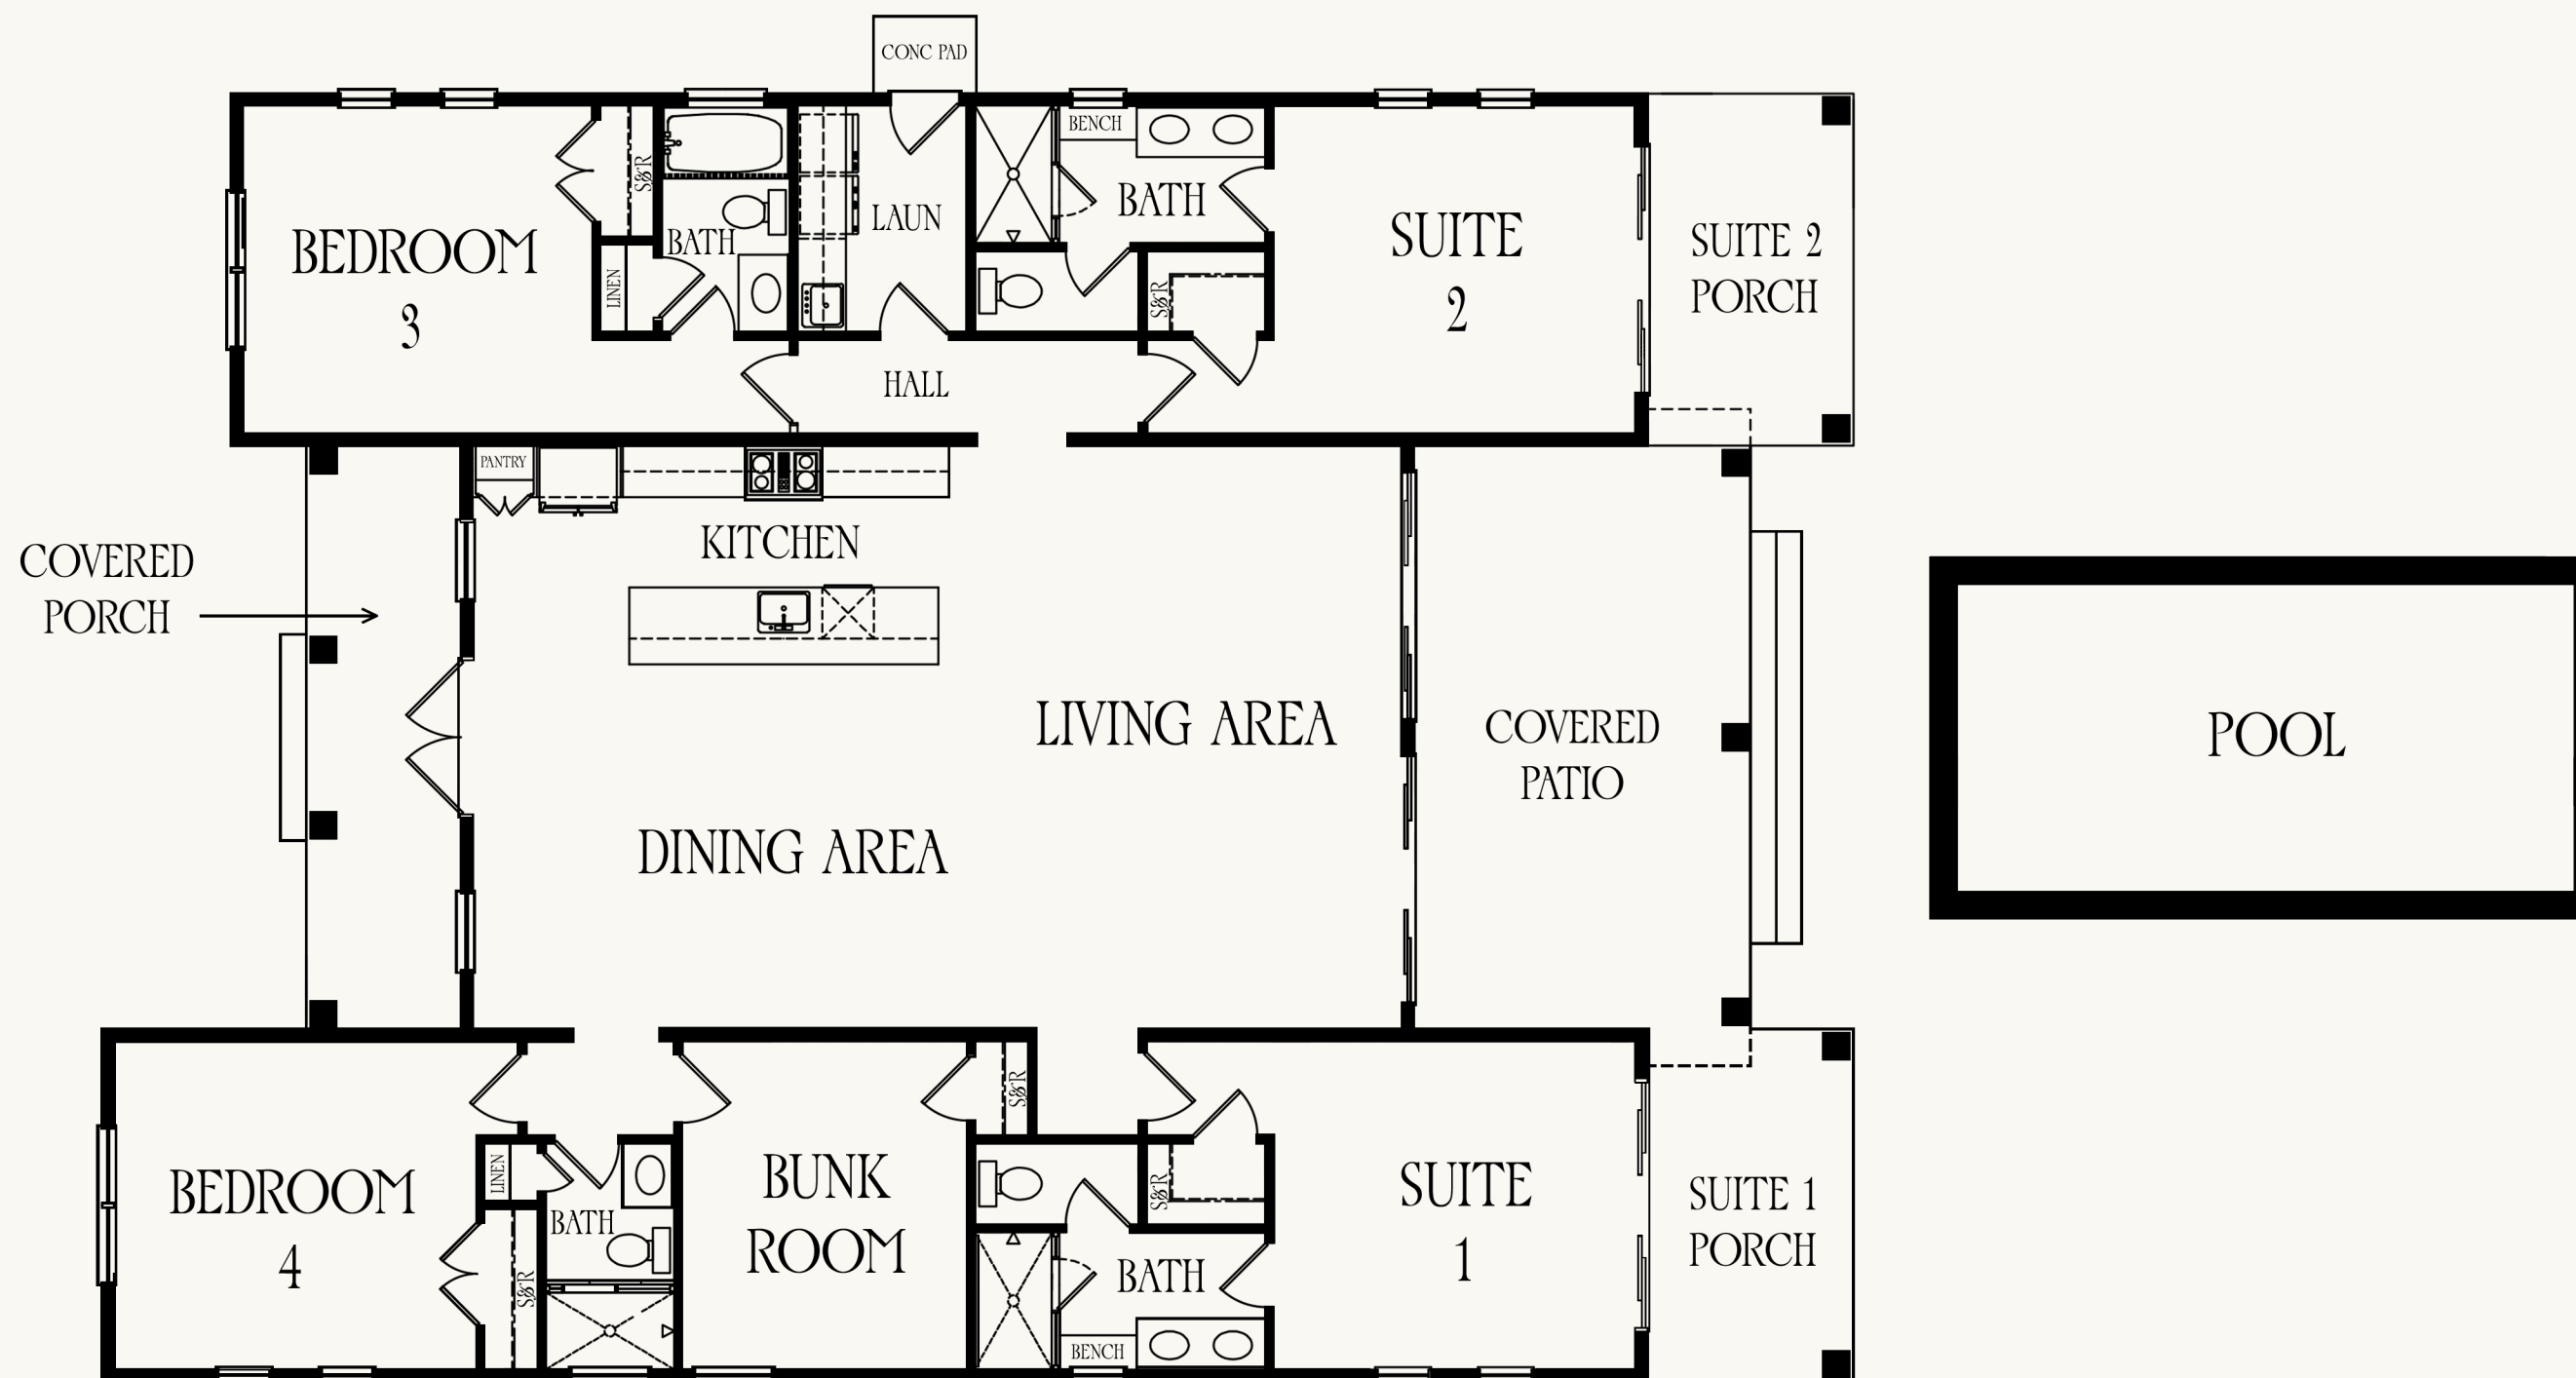 CONC PAD
BENCH
S&R
BATH
LAUN
BATH
SUITE
2
SUITE 2
PORCH
BEDROOM
3
LINEN
S&R
HALL
PANTRY
KITCHEN
COVERED
PORCH
LIVING AREA
COVERED
PATIO
POOL
DINING AREA
S&R
BEDROOM
4
LINEN
BATH
S&R
BUNK
ROOM
S&R
BATH
BENCH
SUITE
1
SUITE 1
PORCH